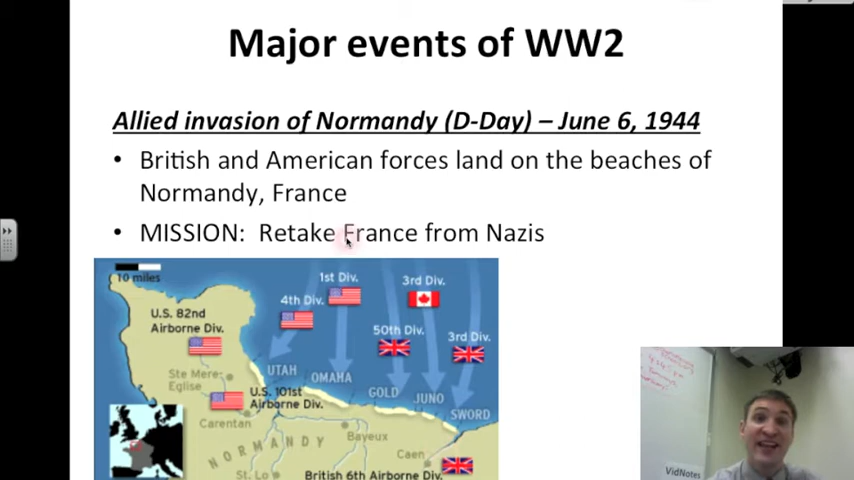 Major events of WW2
Allied invasion of Normandy (D-Day) – June 6, 1944
• British and American forces land on the beaches of
Normandy, France
• MISSION: Retake France from Nazis
10 miles
1st Div.
3rd Div.
4th Div.
U.S. 82nd
Airborne Div.
50th Div.
3rd Div.
UTAH
OMAHA
Ste Mere-
Eglise
U.S. 101st
Airborne Div.
GOLD
JUNO
SWORD
Carentan
Bayeux
NORMANDY
Caen
St. Lo
British 6th Airborne Div.
VidNotes